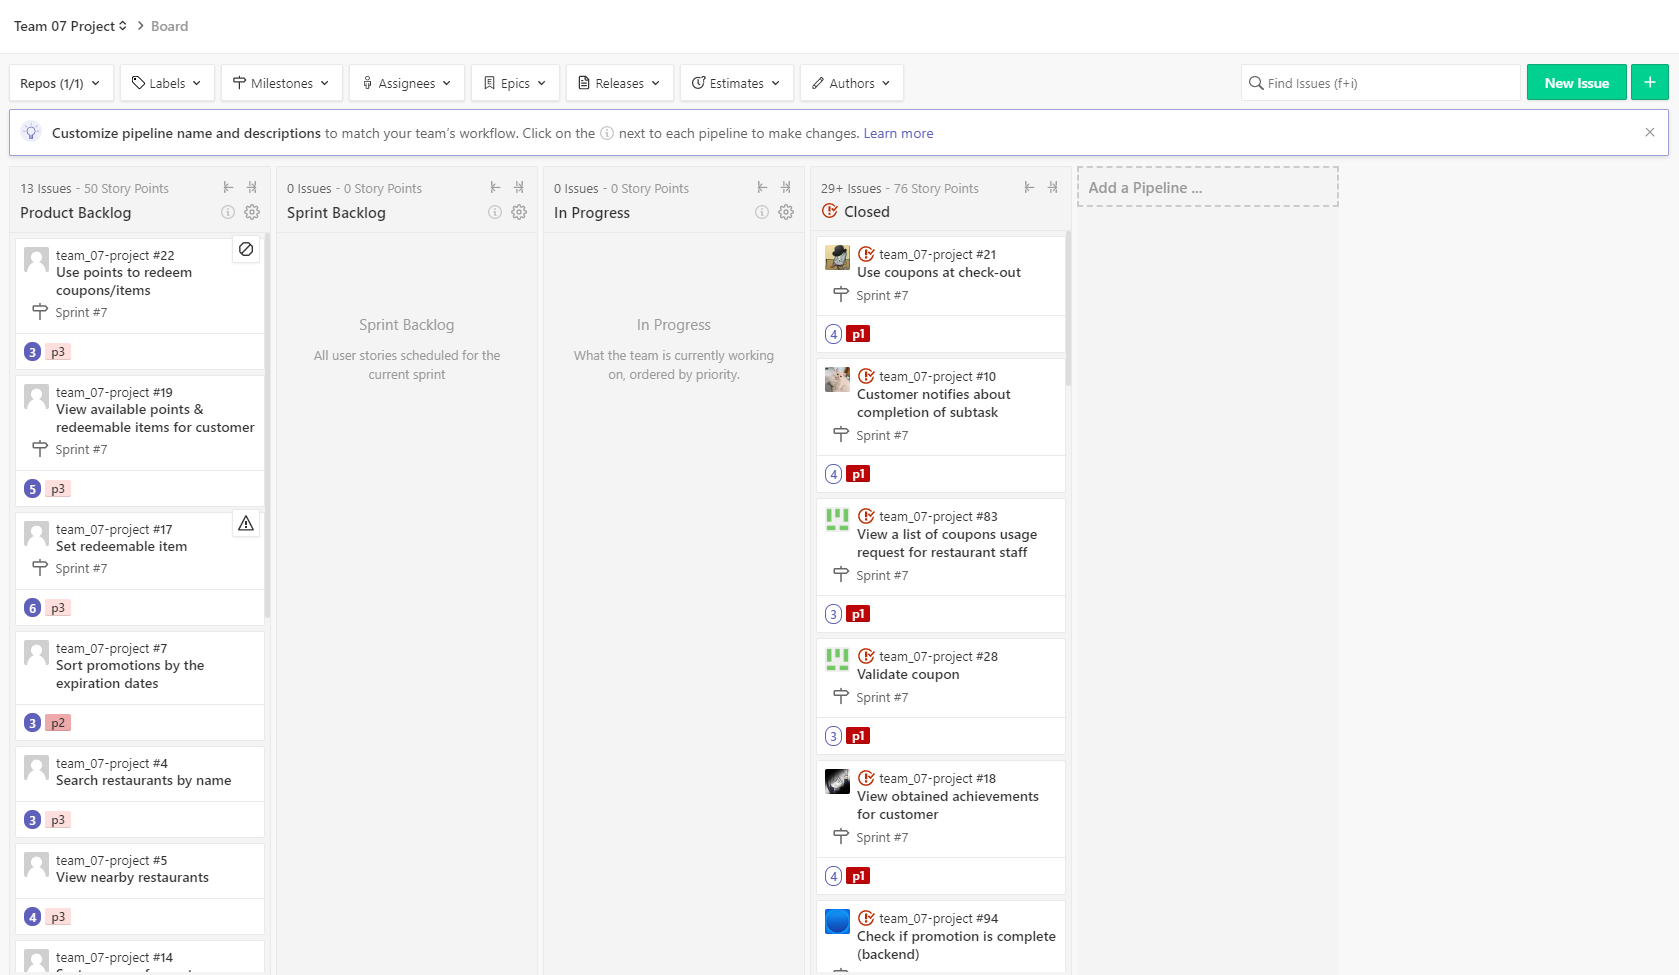 Team 07 Project > Board
Repos (1/1) Labels Milestones Assignees Epics Releases Estimates Authors Find Issues (f+i) New Issue +
Customize pipeline name and descriptions to match your team's workflow. Click on the ⓘ next to each pipeline to make changes. Learn more
13 Issues - 50 Story Points
Product Backlog
team_07-project #22
Use points to redeem
coupons/items
Sprint #7
3 p3
team_07-project #19
View available points &
redeemable items for customer
Sprint #7
5 p3
team_07-project #17
Set redeemable item
Sprint #7
6 p3
team_07-project #7
Sort promotions by the
expiration dates
3 p2
team_07-project #4
Search restaurants by name
3 p3
team_07-project #5
View nearby restaurants
4 p3
team_07-project #14
0 Issues - 0 Story Points
Sprint Backlog
Sprint Backlog
All user stories scheduled for the
current sprint
0 Issues - 0 Story Points
In Progress
In Progress
What the team is currently working
on, ordered by priority.
29+ Issues - 76 Story Points
Closed
team_07-project #21
Use coupons at check-out
Sprint #7
4 p1
team_07-project #10
Customer notifies about
completion of subtask
Sprint #7
4 p1
team_07-project #83
View a list of coupons usage
request for restaurant staff
Sprint #7
3 p1
team_07-project #28
Validate coupon
Sprint #7
3 p1
team_07-project #18
View obtained achievements
for customer
Sprint #7
4 p1
team_07-project #94
Check if promotion is complete
(backend)
Add a Pipeline ...